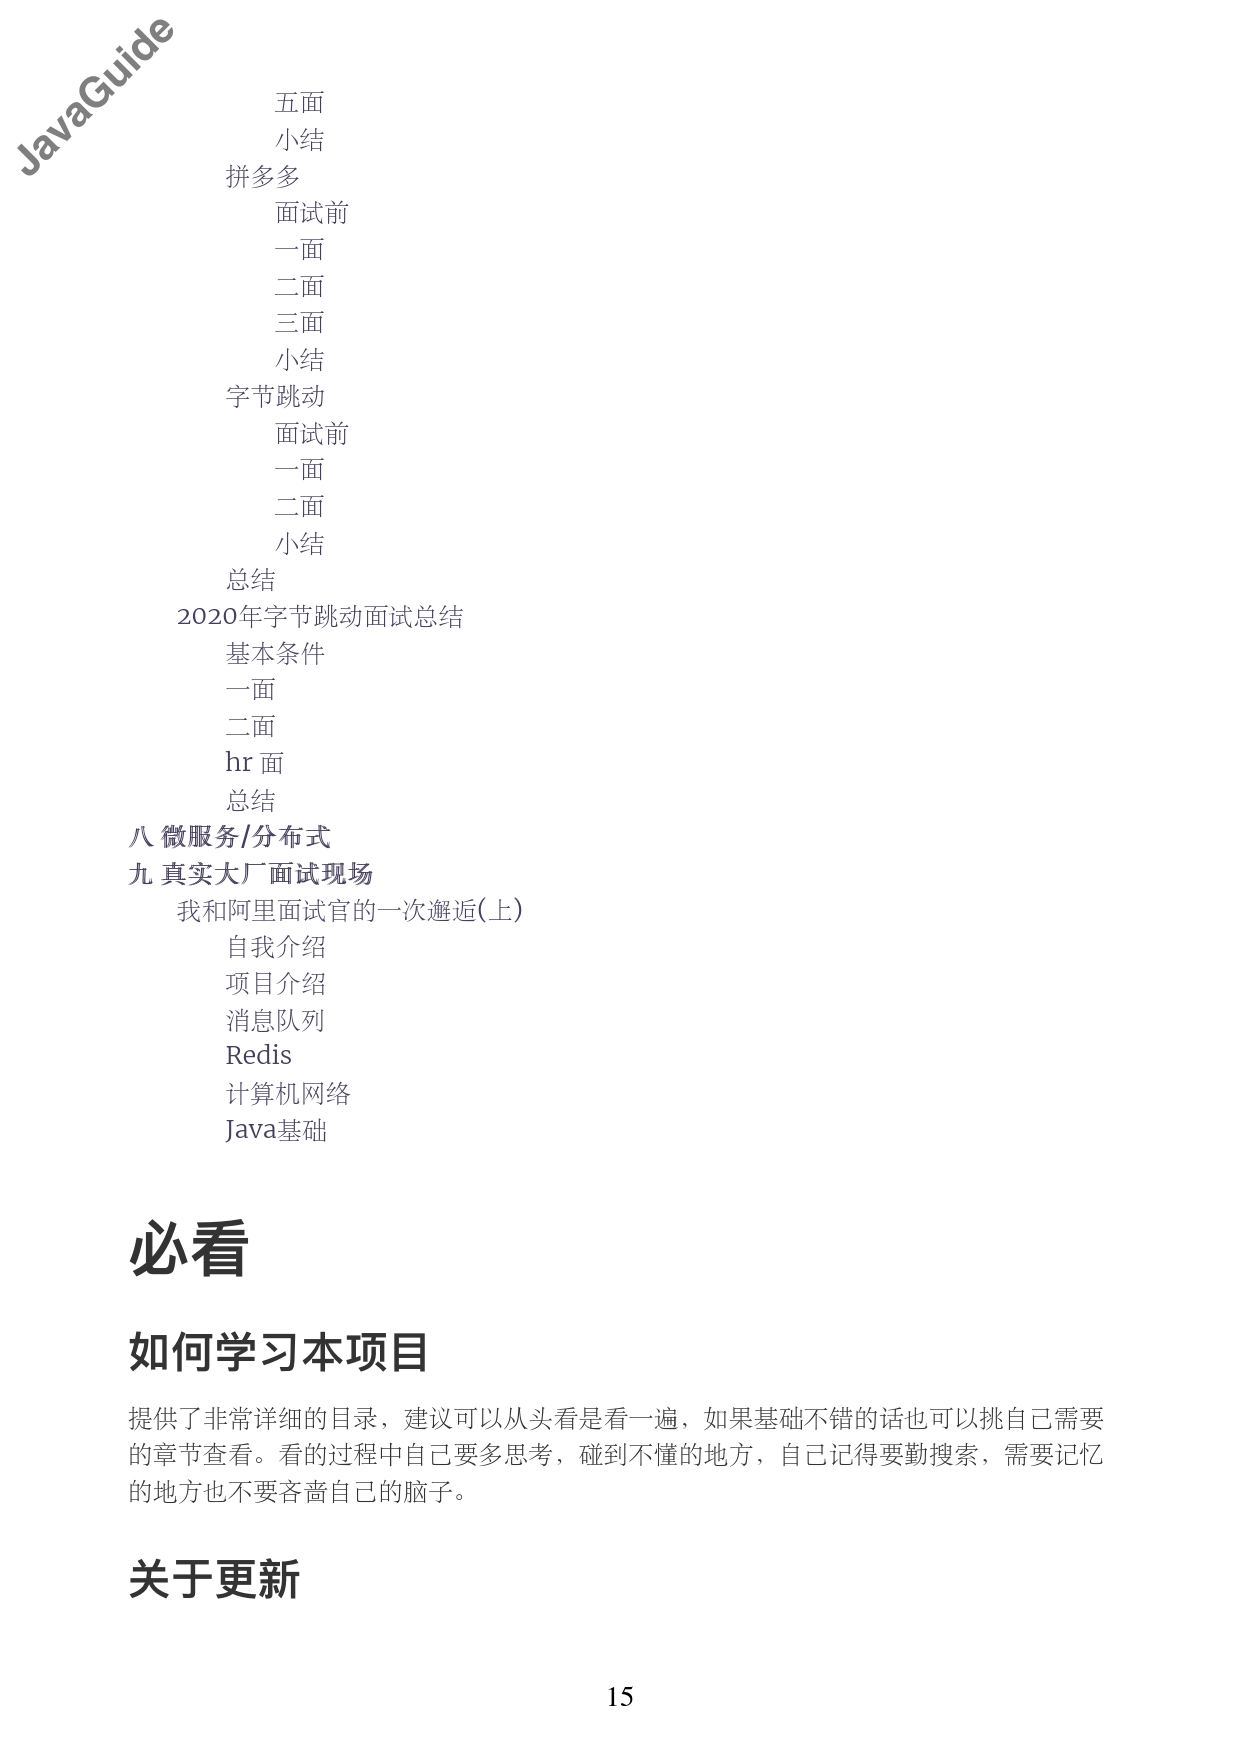 JavaGuide
五面
小结
拼多多
面试前
一面
二面
三面
小结
字节跳动
面试前
一面
二面
小结
总结
2020年字节跳动面试总结
基本条件
一面
二面
hr 面
总结
八 微服务/分布式
九 真实大厂面试现场
我和阿里面试官的一次邂逅(上)
自我介绍
项目介绍
消息队列
Redis
计算机网络
Java基础
必看
如何学习本项目
提供了非常详细的目录，建议可以从头看是看一遍，如果基础不错的话也可以挑自己需要
的章节查看。看的过程中自己要多思考，碰到不懂的地方，自己记得要勤搜索，需要记忆
的地方也不要吝啬自己的脑子。
关于更新
15